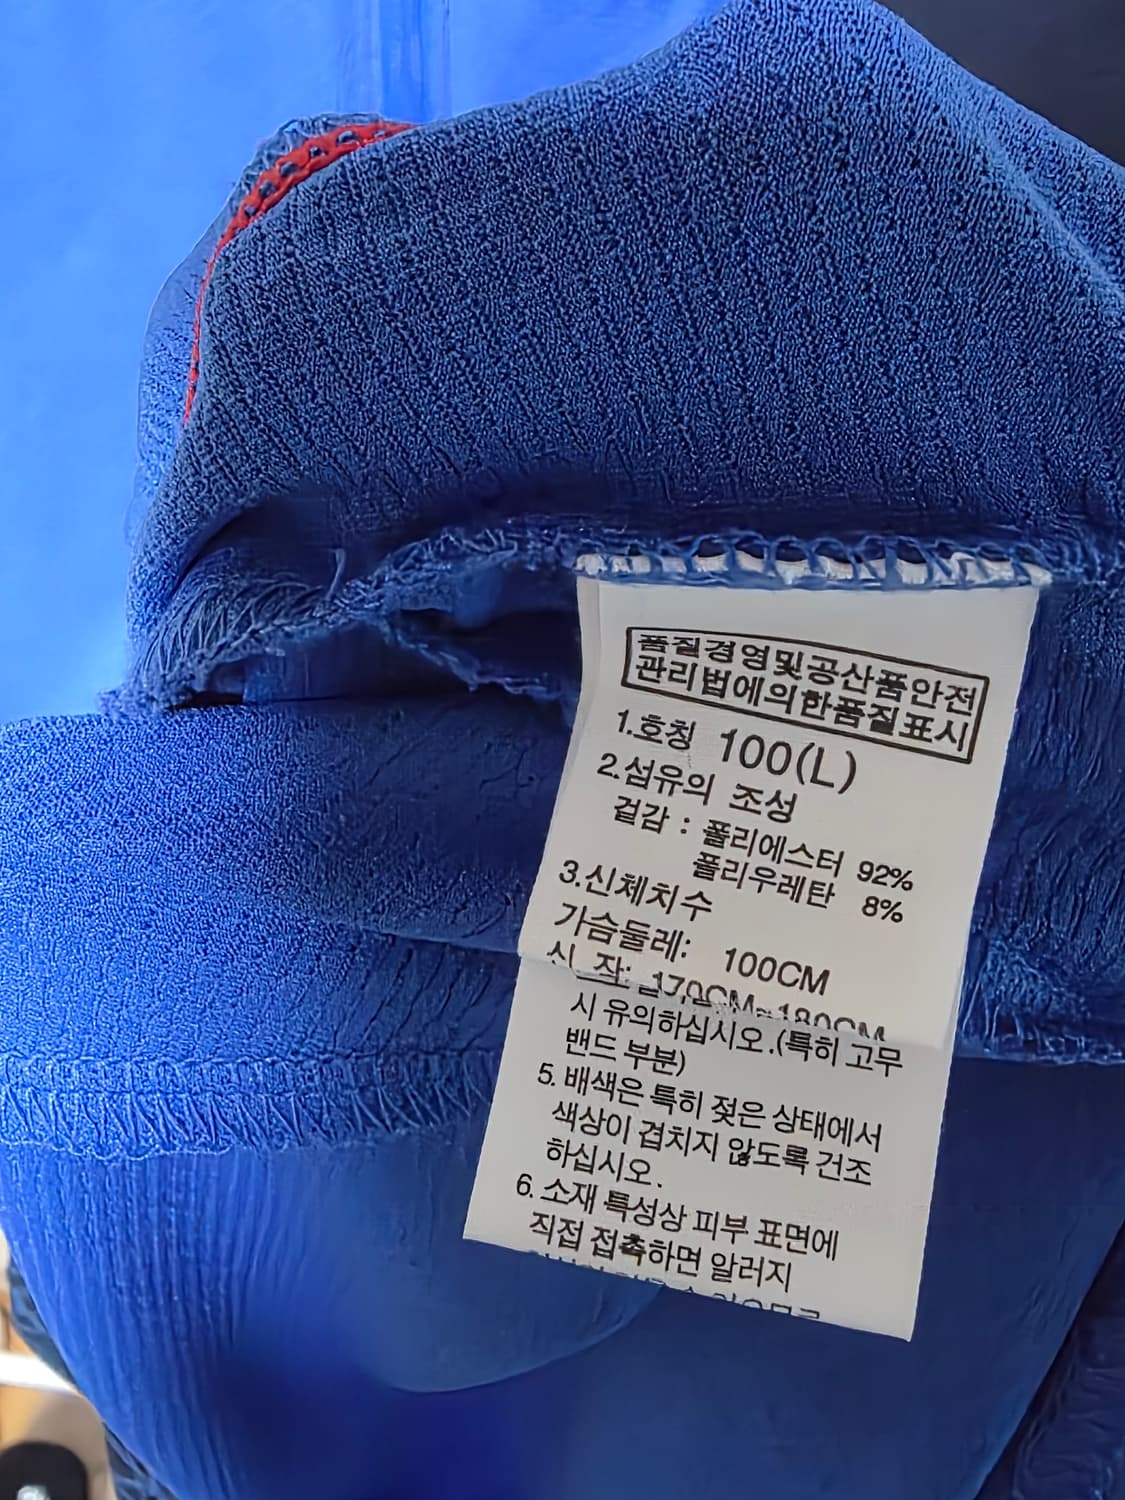 품질경영및공산품안전
관리법에의한품질표시
1.호칭 100(L)
2.섬유의 조성
겉감 : 폴리에스터 92%
폴리우레탄 8%
3.신체치수
가슴둘레: 100CM
170CM~180CM
시 유의하십시오.(특히 고무
밴드 부분)
5. 배색은 특히 젖은 상태에서
색상이 겹치지 않도록 건조
하십시오.
6. 소재 특성상 피부 표면에
직접 접촉하면 알러지